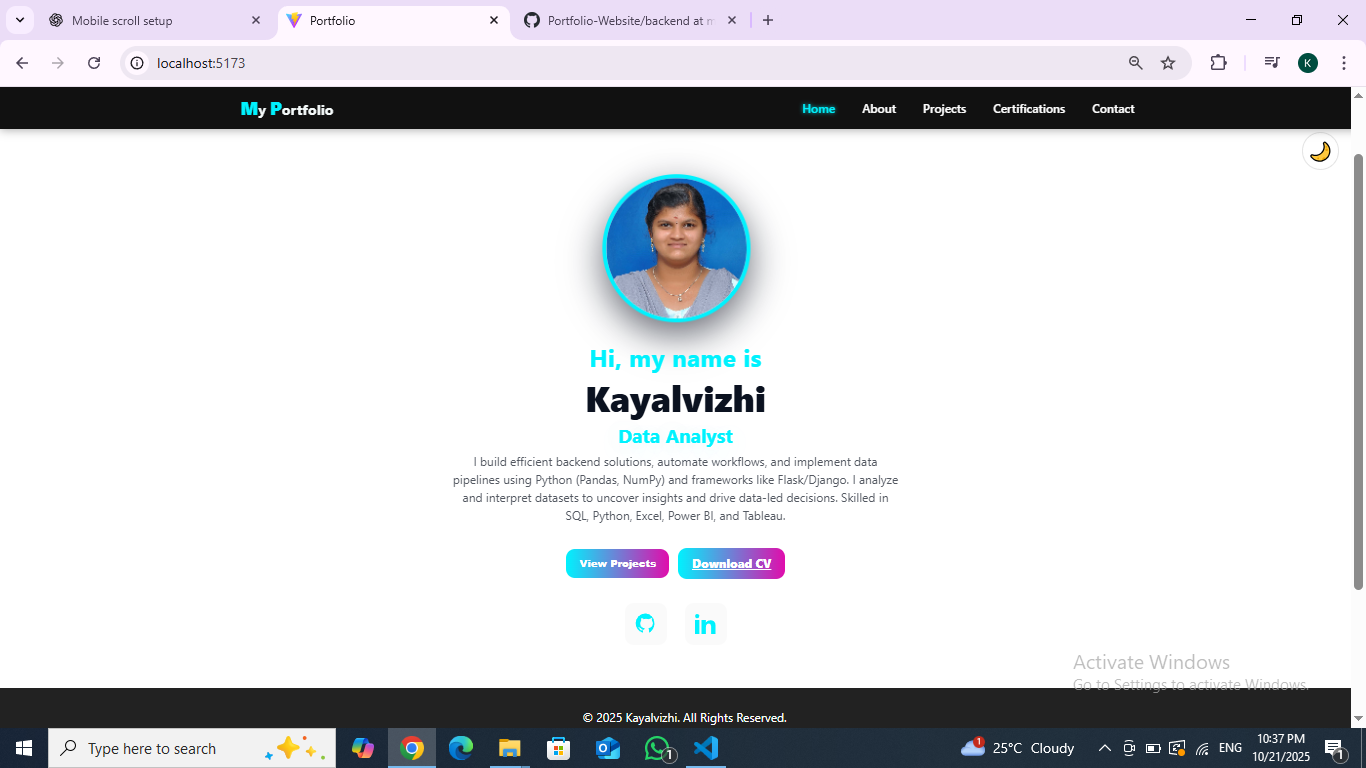 Mobile scroll setup
Portfolio
Portfolio-Website/backend at m
localhost:5173
K
My Portfolio
Home
About
Projects
Certifications
Contact
Hi, my name is
Kayalvizhi
Data Analyst
I build efficient backend solutions, automate workflows, and implement data
pipelines using Python (Pandas, NumPy) and frameworks like Flask/Django. I analyze
and interpret datasets to uncover insights and drive data-led decisions. Skilled in
SQL, Python, Excel, Power BI, and Tableau.
View Projects
Download CV
in
Activate Windows
Go to Settings to activate Windows.
© 2025 Kayalvizhi. All Rights Reserved.
Type here to search
1
1
25°C Cloudy
ENG
10:37 PM
10/21/2025
1